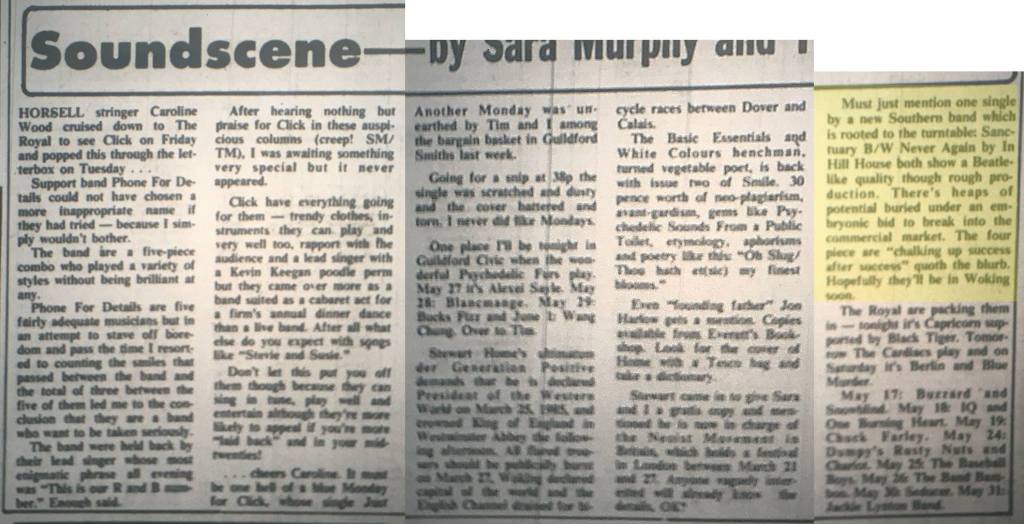 Soundscene—by Sara Murphy and
HORSELL stringer Caroline
Wood cruised down to The
Royal to see Click on Friday
and popped this through the let-
terbox on Tuesday . . . .
Support band Phone For De-
tails could not have chosen
a more inappropriate name if
they had tried — because I sim-
ply wouldn't bother.
The band are a five-piece
combo who played a variety of
styles without being brilliant at
any.
Phone For Details are five
fairly adequate musicians but in
an attempt to stave off bore-
dom and pass the time I resort-
ed to counting the smiles that
passed between the band and
the total of three between the
five of them led me to the con-
clusion that they are a band
who want to be taken seriously.
The band were held back by
their lead singer whose most
enigmatic phrase all evening
was "This is our R and B num-
ber." Enough said.
After hearing nothing but
praise for Click in these auspi-
cious columns (creep! SM/
TM), I was awaiting something
very special but it never
appeared.
Click have everything going
for them — trendy clothes, in-
struments they can play and
very well too, rapport with the
audience and a lead singer with
a Kevin Keegan poodle perm
but they came over more as a
band suited as a cabaret act for
a firm's annual dinner dance
than a live band. After all what
else do you expect with songs
like "Stevie and Susie."
Don't let this put you off
them though because they can
sing in tune, play well and
entertain although they're more
likely to appeal if you're more
"laid back" and in your mid-
twenties!
. . . . cheers Caroline. It must
be one hell of a blue Monday
for Click, whose single Just
Another Monday was un-
earthed by Tim and I among
the bargain basket in Guildford
Smiths last week.
Going for a snip at 38p the
single was scratched and dusty
and the cover battered and
torn. I never did like Mondays.
One place I'll be tonight is
Guildford Civic when the won-
derful Psychedelic Furs play.
May 27 it's Alexei Sayle. May
28: Blancmange. May 29:
Bucks Fizz and June 1: Wang
Chung. Over to Tim.
Stewart Home's ultimatum
der Generation Positive
demands that he is declared
President of the Western
World on March 25, 1985, and
crowned King of England in
Westminster Abbey the follow-
ing afternoon. All flared trou-
sers should be publically burnt
on March 27, Woking declared
capital of the world and the
English Channel drained for bi-
cycle races between Dover and
Calais.
The Basic Essentials and
White Colours henchman,
turned vegetable poet, is back
with issue two of Smile. 30
pence worth of neo-plagiarism,
avant-gardism, gems like Psy-
chedelic Sounds From a Public
Toilet, etymology, aphorisms
and poetry like this: "Oh Slug/
Thou hath et(sic) my finest
blooms."
Even "founding father" Jon
Harlow gets a mention. Copies
available from Everett's Book-
shop. Look for the cover of
Home with a Tesco bag and
take a dictionary.
Stewart came in to give Sara
and I a gratis copy and men-
tioned he is now in charge of
the Neoist Movement in
Britain, which holds a festival
in London between March 21
and 27. Anyone vaguely inter-
ested will already know the
details, OK?
Must just mention one single
by a new Southern band which
is rooted to the turntable: Sanc-
tuary B/W Never Again by In
Hill House both show a Beatle-
like quality though rough pro-
duction. There's heaps of
potential buried under an em-
bryonic bid to break into the
commercial market. The four
piece are "chalking up success
after success" quoth the blurb.
Hopefully they'll be in Woking
soon.
The Royal are packing them
in — tonight it's Capricorn sup-
ported by Black Tiger. Tomor-
row The Cardiacs play and on
Saturday it's Berlin and Blue
Murder.
May 17: Buzzard and
Snowblind. May 18: IQ and
One Burning Heart. May 19:
Chuck Farley. May 24:
Dumpy's Rusty Nuts and
Chariot. May 25: The Baseball
Boys. May 26: The Band Bam-
boo. May 30: Seducer. May 31:
Jackie Lynton Band.